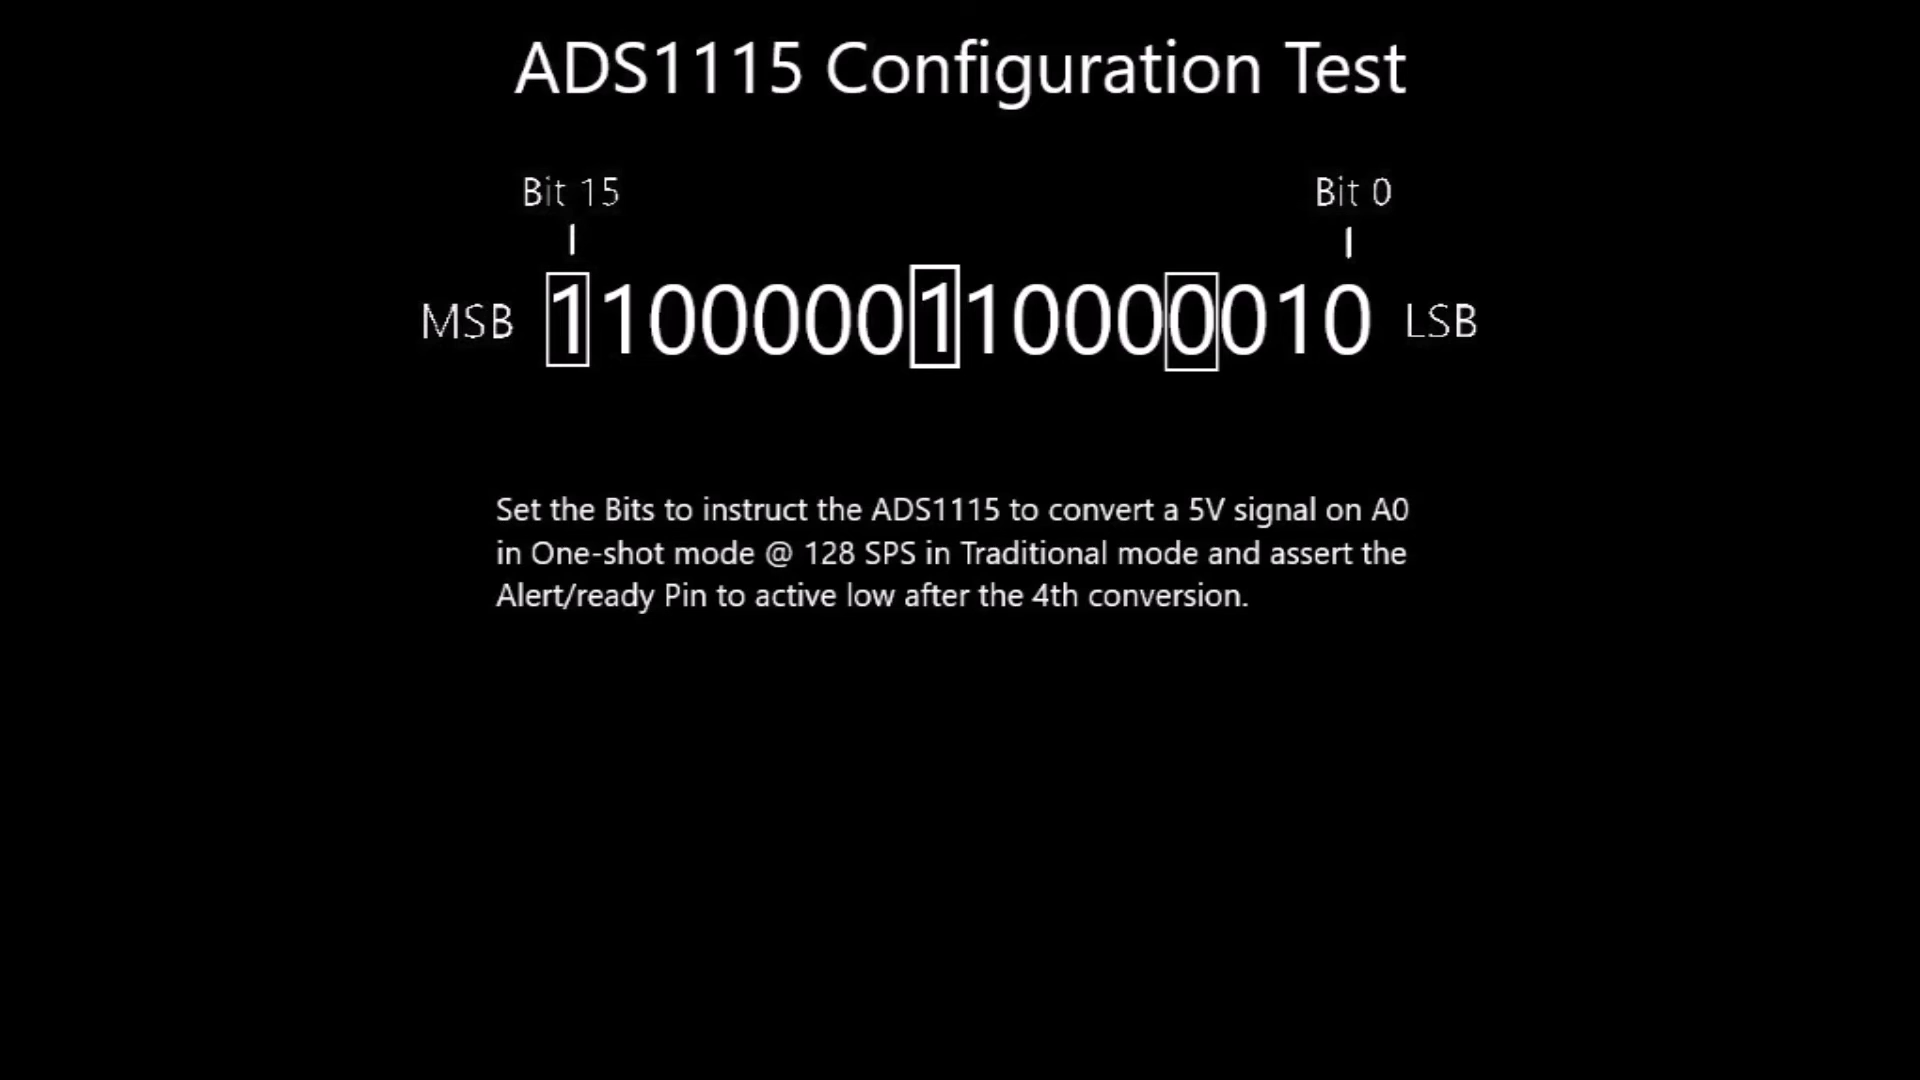 ADS1115 Configuration Test
Bit 15 Bit 0
MSB 1100000110000010 LSB
Set the Bits to instruct the ADS1115 to convert a 5V signal on A0
in One-shot mode @ 128 SPS in Traditional mode and assert the
Alert/ready Pin to active low after the 4th conversion.